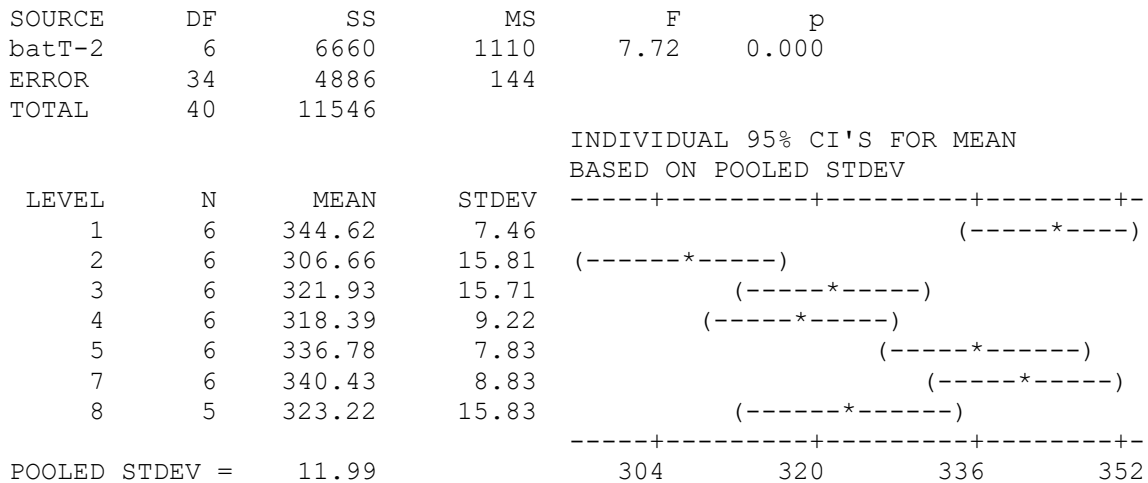 SOURCE DF SS MS F p
batT-2 6 6660 1110 7.72 0.000
ERROR 34 4886 144
TOTAL 40 11546
INDIVIDUAL 95% CI'S FOR MEAN
BASED ON POOLED STDEV
LEVEL N MEAN STDEV -----+---------+---------+--------+-
1 6 344.62 7.46 (-----*----)
2 6 306.66 15.81 (------*-----)
3 6 321.93 15.71 (-----*-----)
4 6 318.39 9.22 (-----*-----)
5 6 336.78 7.83 (-----*------)
7 6 340.43 8.83 (-----*-----)
8 5 323.22 15.83 (------*------)
-----+---------+---------+--------+-
POOLED STDEV = 11.99 304 320 336 352